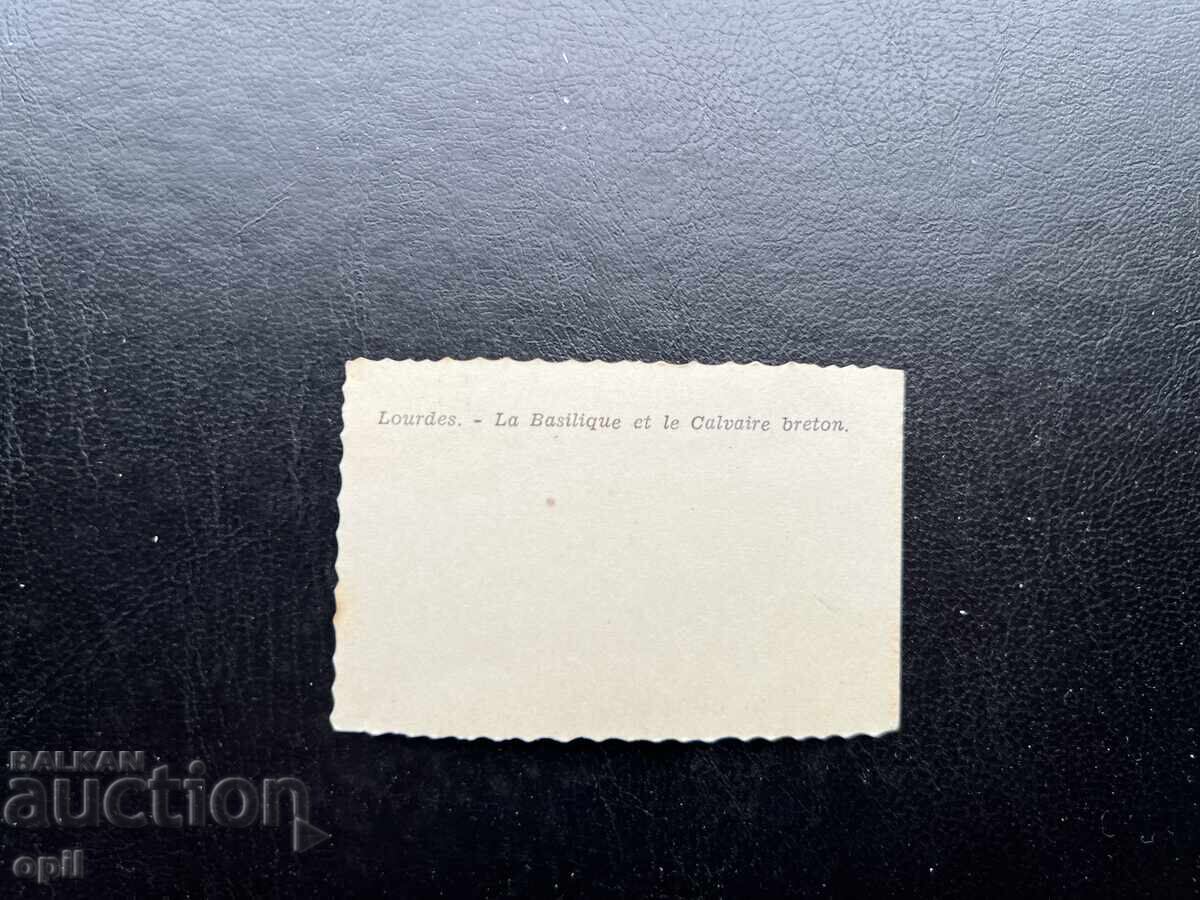 Lourdes. - La Basilique et le Calvaire breton.
BALKAN
auction
opil